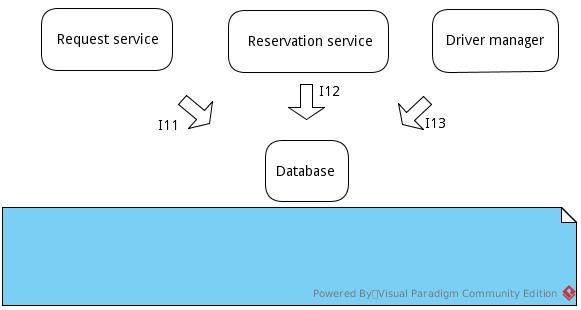 Request service
Reservation service
Driver manager
I12
I11
I13
Database
Powered By▯Visual Paradigm Community Edition